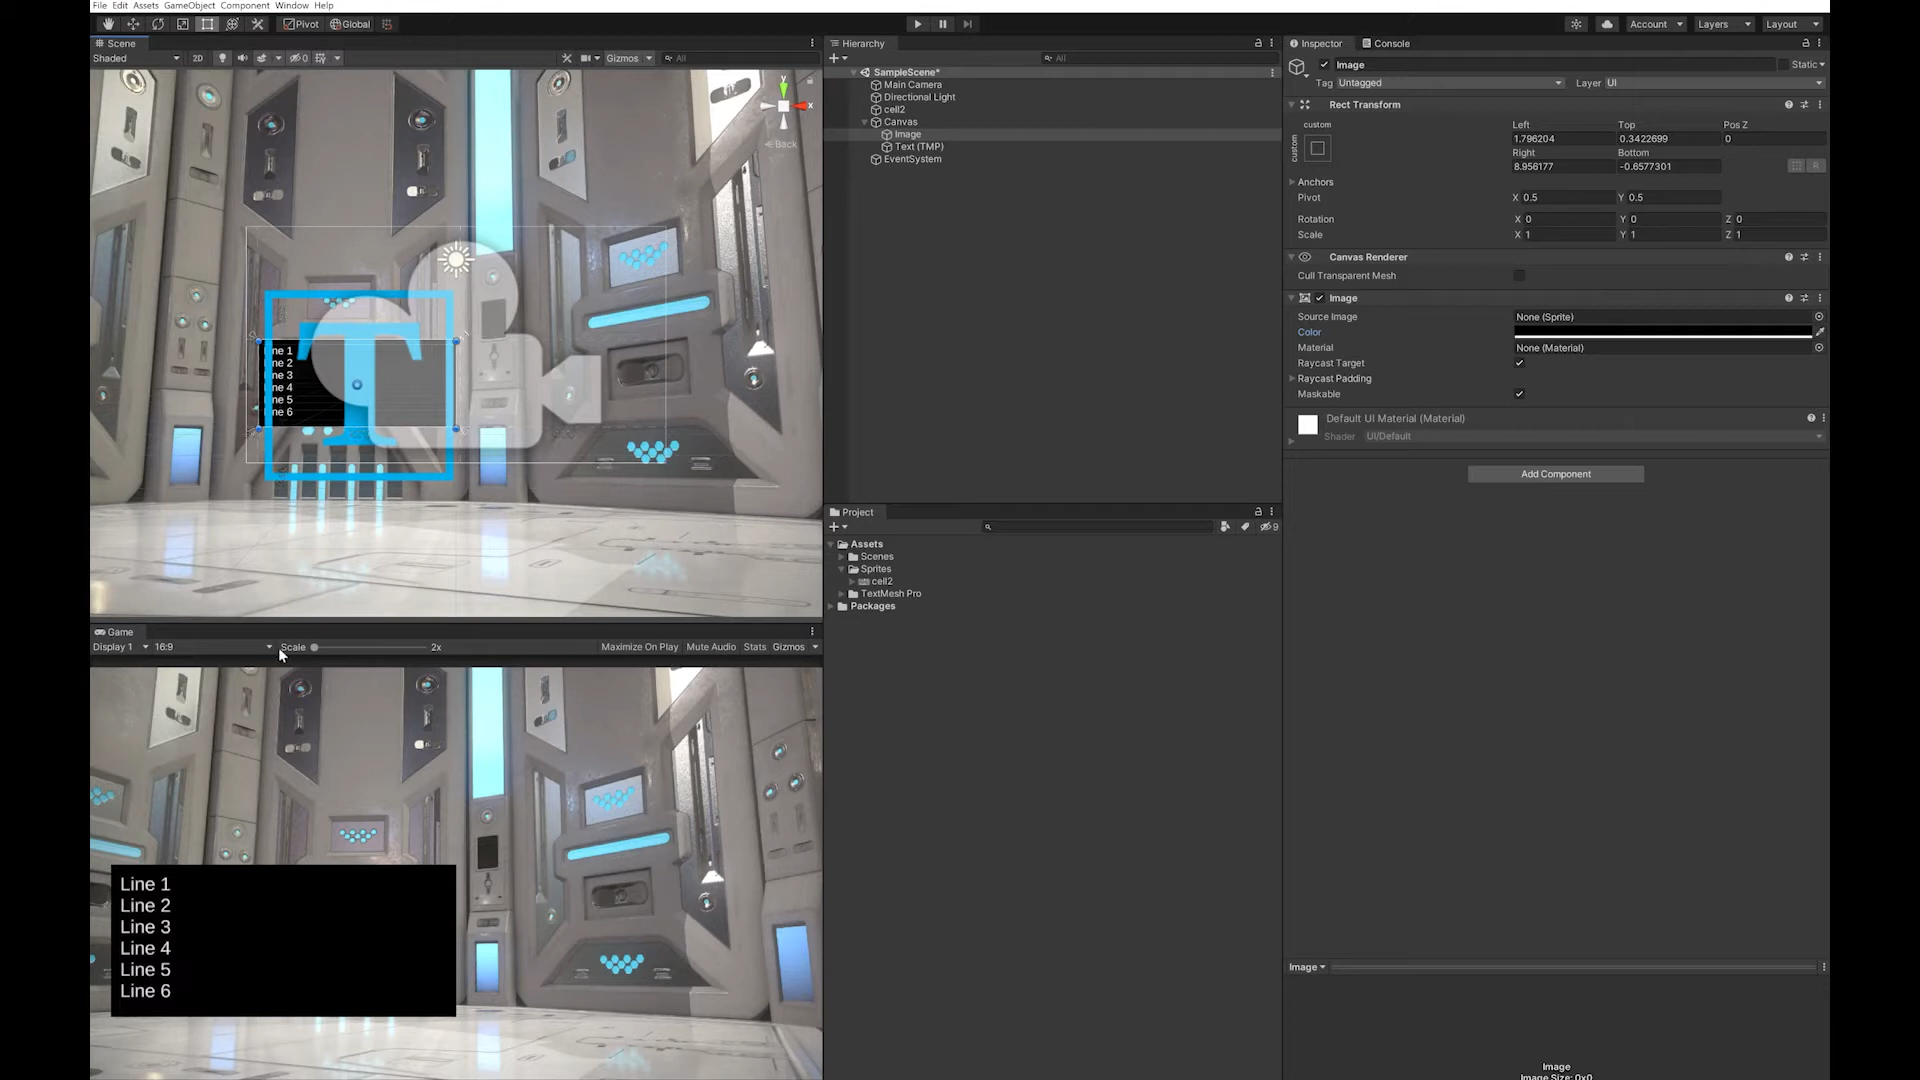 File Edit Assets GameObject Component Window Help
Pivot Global
Account Layers Layout
Scene
Shaded 2D 0 Gizmos All
y
x
Back
Line 1
ne 2
ne 3
ne 4
ne 5
ne 6
Game
Display 1 16:9 Scale 2x Maximize On Play Mute Audio Stats Gizmos
Line 1
Line 2
Line 3
Line 4
Line 5
Line 6
Hierarchy
All
SampleScene*
Main Camera
Directional Light
cell2
Canvas
Image
Text (TMP)
EventSystem
Project
9
Assets
Scenes
Sprites
cell2
TextMesh Pro
Packages
Inspector Console
Image Static
Tag Untagged Layer UI
Rect Transform
custom Left Top Pos Z
custom 1.796204 0.3422699 0
Right Bottom
8.956177 -0.6577301 R
Anchors
Pivot X 0.5 Y 0.5
Rotation X 0 Y 0 Z 0
Scale X 1 Y 1 Z 1
Canvas Renderer
Cull Transparent Mesh
Image
Source Image None (Sprite)
Color
Material None (Material)
Raycast Target
Raycast Padding
Maskable
Default UI Material (Material)
Shader UI/Default
Add Component
Image
Image
Image Size: 0x0